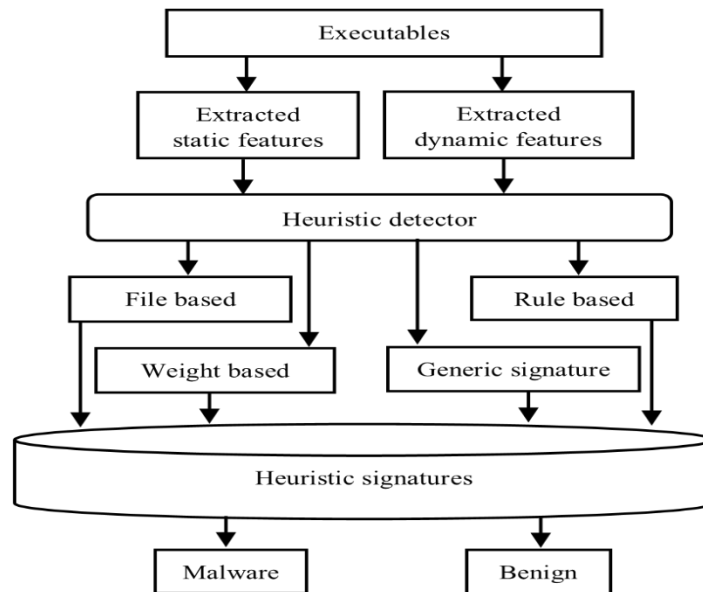 Executables
Extracted
static features
Extracted
dynamic features
Heuristic detector
File based
Rule based
Weight based
Generic signature
Heuristic signatures
Malware
Benign